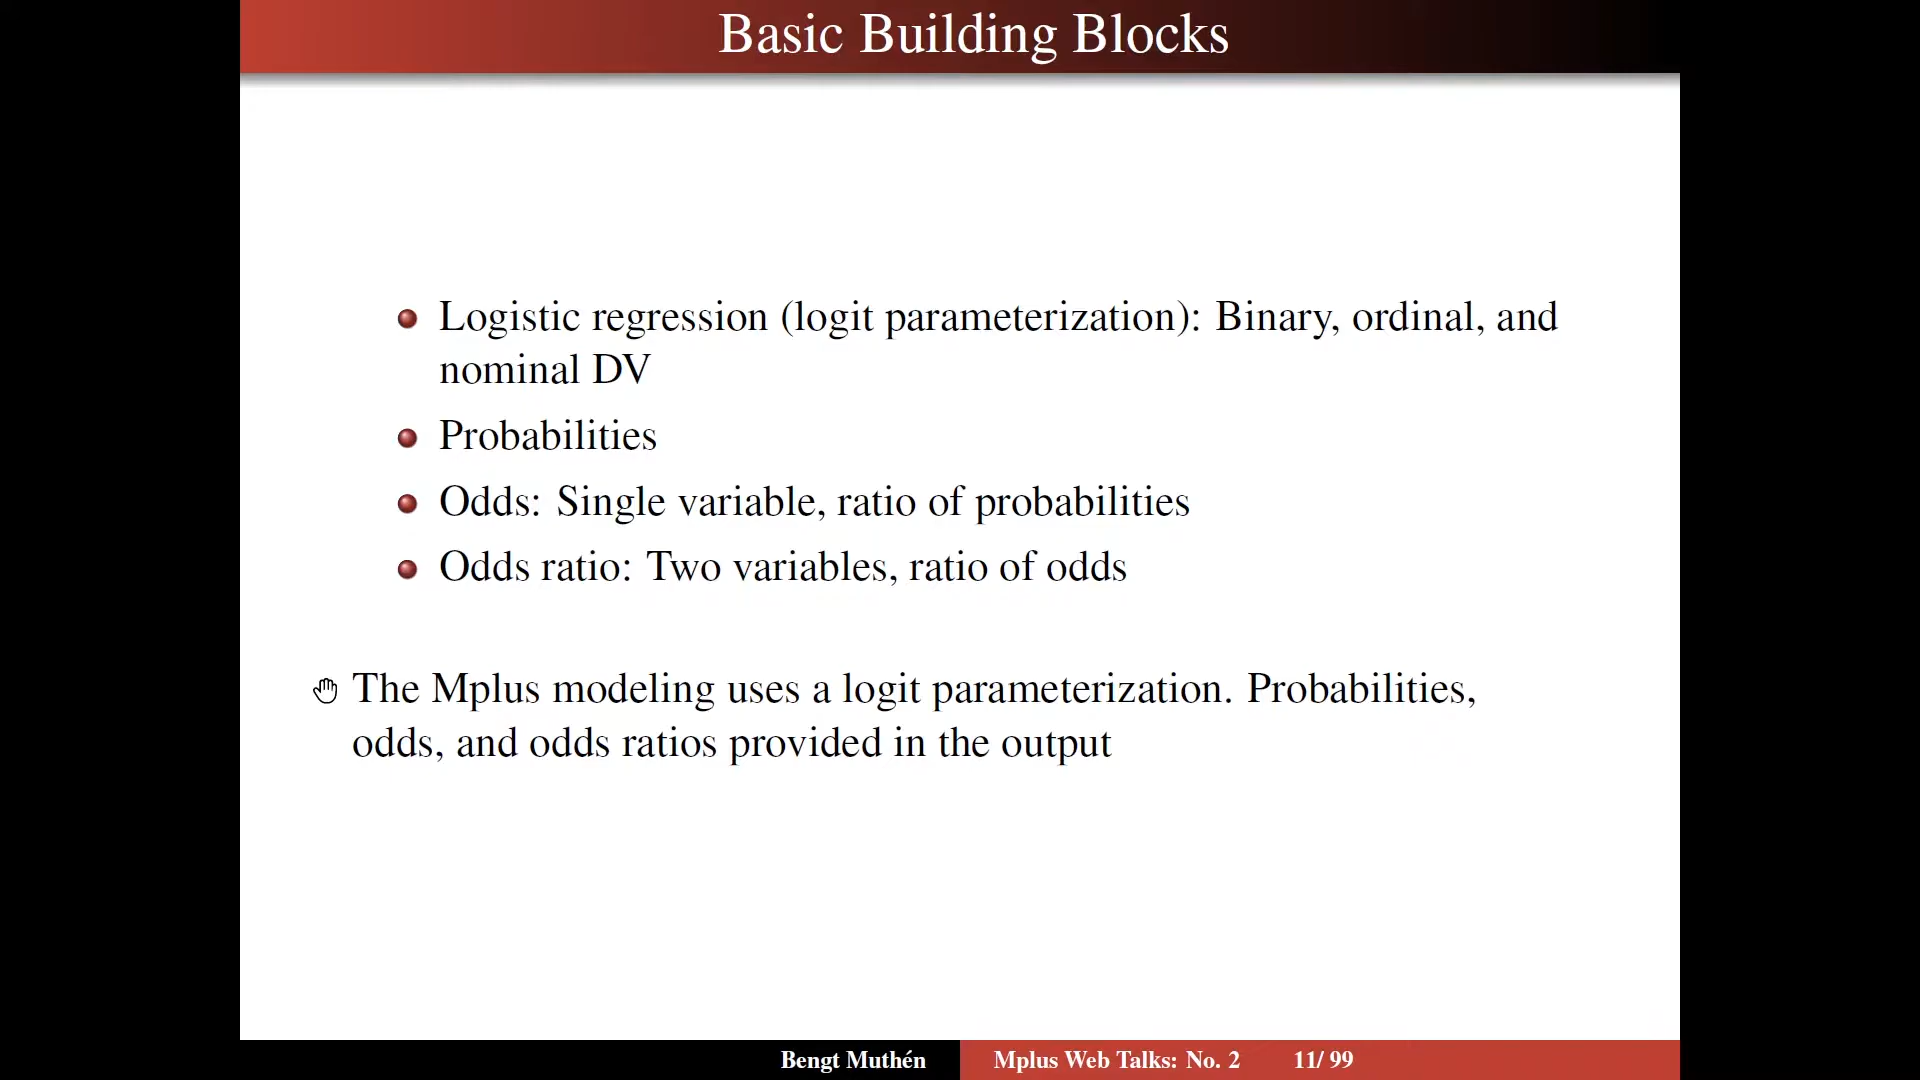 Basic Building Blocks
Logistic regression (logit parameterization): Binary, ordinal, and
nominal DV
Probabilities
Odds: Single variable, ratio of probabilities
Odds ratio: Two variables, ratio of odds
The Mplus modeling uses a logit parameterization. Probabilities,
odds, and odds ratios provided in the output
Bengt Muthén Mplus Web Talks: No. 2 11/ 99